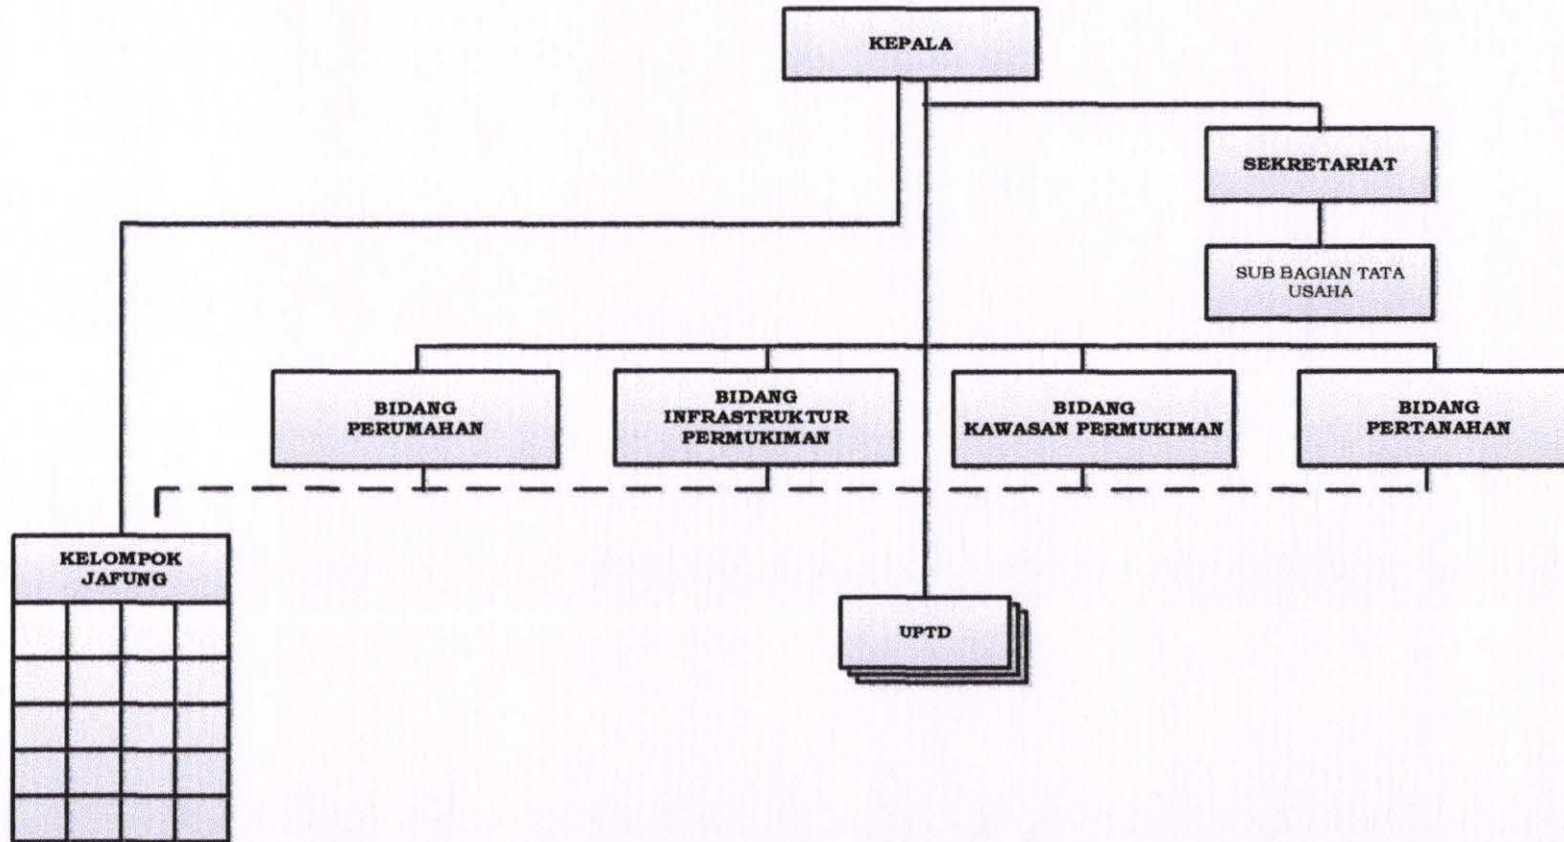 KEPALA
SEKRETARIAT
SUB BAGIAN TATA
USAHA
BIDANG
PERUMAHAN
BIDANG
INFRASTRUKTUR
PERMUKIMAN
BIDANG
KAWASAN PERMUKIMAN
BIDANG
PERTANAHAN
KELOMPOK
JAFUNG
UPTD